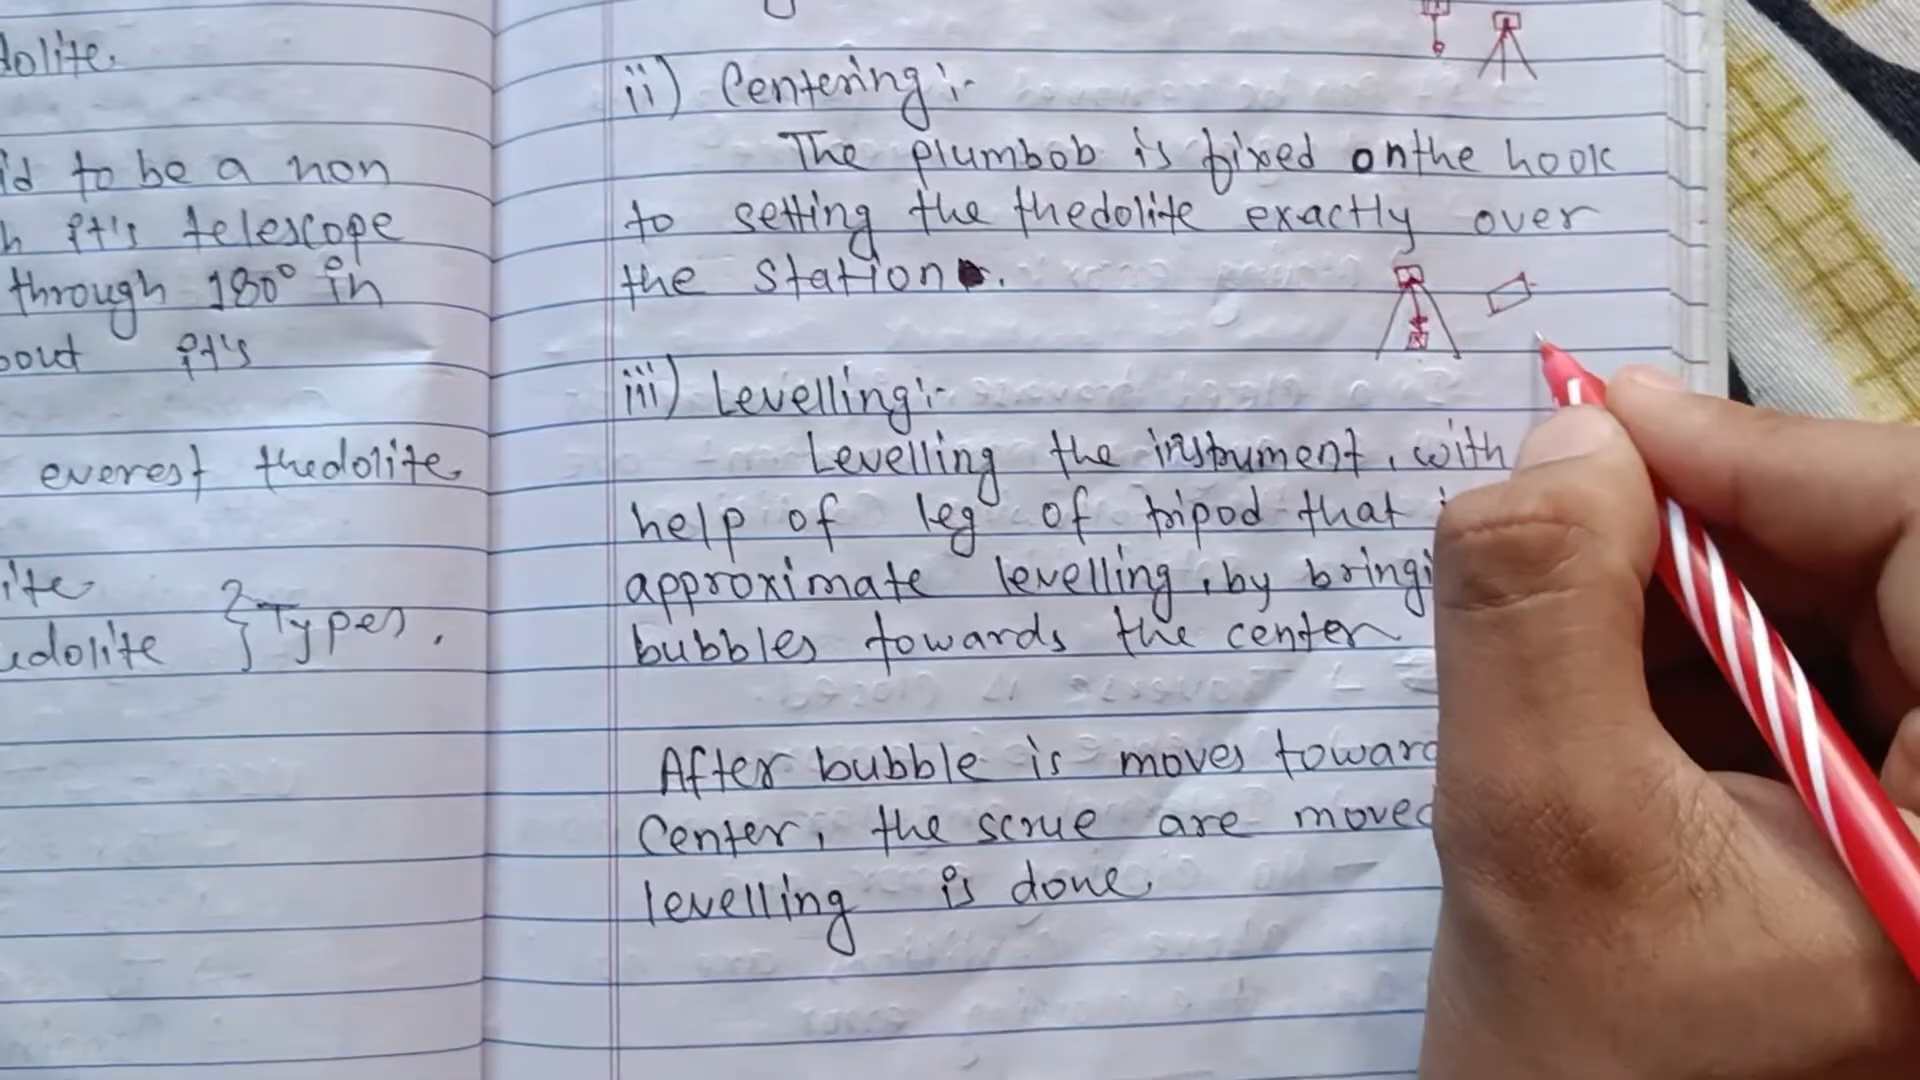 dolite.
id to be a non
h it's telescope
through 180° in
bout it's
everest thedolite.
ite
edolite } Types.
ii) Centering:-
The plumbob is fixed on the hook
to setting the thedolite exactly over
the station.
iii) Levelling:-
Levelling the instrument, with
help of leg of tripod that
approximate levelling, by bringi
bubbles towards the center
After bubble is moves toward
Center, the scrue are moved
levelling is done